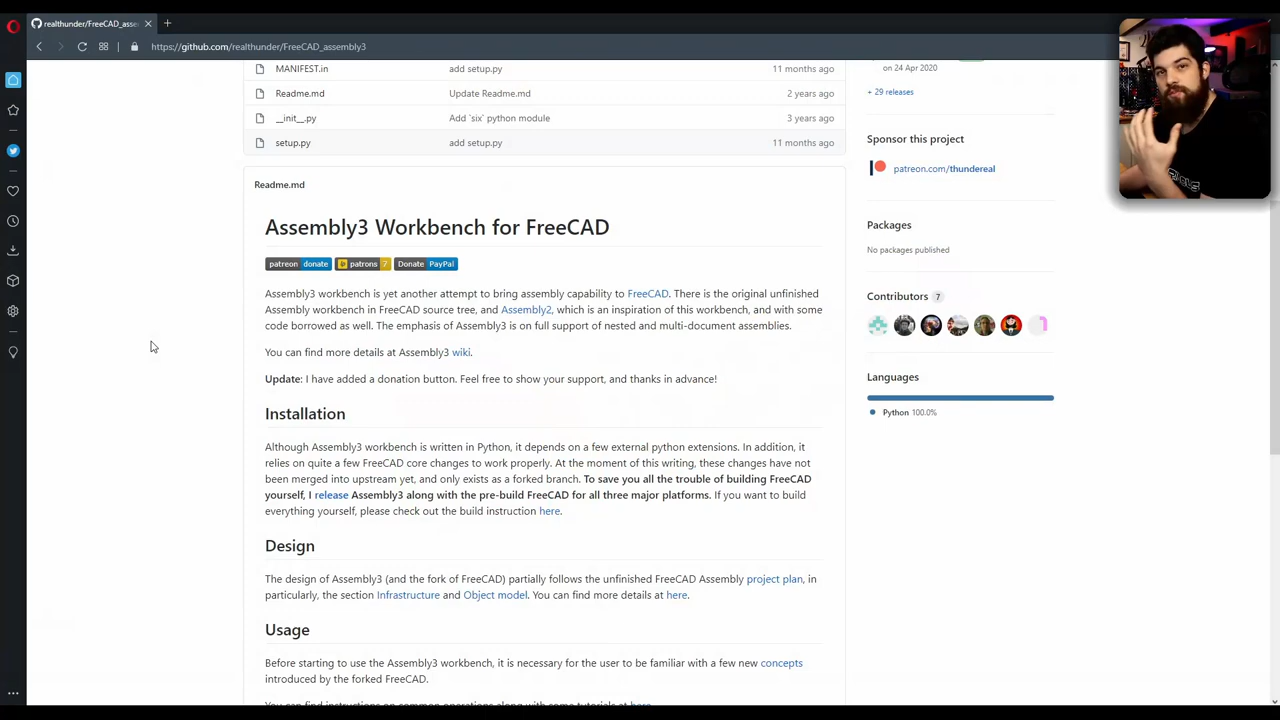 realthunder/FreeCAD_asse
https://github.com/realthunder/FreeCAD_assembly3
MANIFEST.in add setup.py 11 months ago
Readme.md Update Readme.md 2 years ago
__init__.py Add `six` python module 3 years ago
setup.py add setup.py 11 months ago
on 24 Apr 2020
+ 29 releases
Sponsor this project
patreon.com/thundereal
Packages
No packages published
Contributors 7
Languages
Python 100.0%
Readme.md
Assembly3 Workbench for FreeCAD
patreon donate patrons 7 Donate PayPal
Assembly3 workbench is yet another attempt to bring assembly capability to FreeCAD. There is the original unfinished
Assembly workbench in FreeCAD source tree, and Assembly2, which is an inspiration of this workbench, and with some
code borrowed as well. The emphasis of Assembly3 is on full support of nested and multi-document assemblies.
You can find more details at Assembly3 wiki.
Update: I have added a donation button. Feel free to show your support, and thanks in advance!
Installation
Although Assembly3 workbench is written in Python, it depends on a few external python extensions. In addition, it
relies on quite a few FreeCAD core changes to work properly. At the moment of this writing, these changes have not
been merged into upstream yet, and only exists as a forked branch. To save you all the trouble of building FreeCAD
yourself, I release Assembly3 along with the pre-build FreeCAD for all three major platforms. If you want to build
everything yourself, please check out the build instruction here.
Design
The design of Assembly3 (and the fork of FreeCAD) partially follows the unfinished FreeCAD Assembly project plan, in
particularly, the section Infrastructure and Object model. You can find more details at here.
Usage
Before starting to use the Assembly3 workbench, it is necessary for the user to be familiar with a few new concepts
introduced by the forked FreeCAD.
You can find instructions on common operations along with some tutorials at here